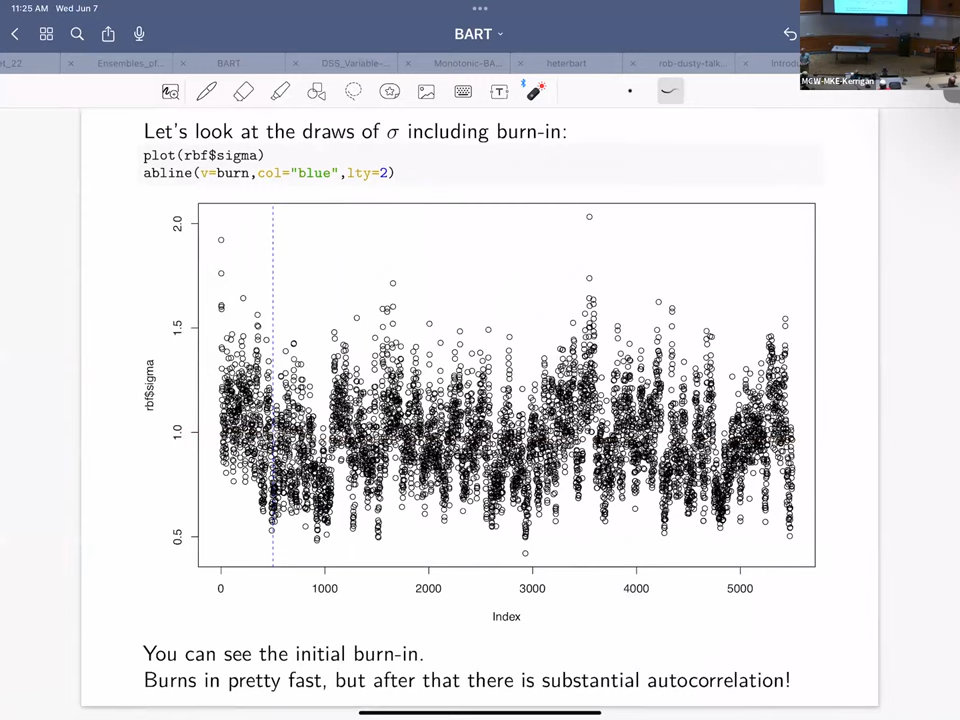 11:25 AM Wed Jun 7
BART
et_22
Ensembles_of...
BART
DSS_Variable-...
Monotonic-BA...
heterbart
rob-dusty-talk...
Introdu
MCW-MKE-Kerrigan
Let's look at the draws of σ including burn-in:
plot(rbf$sigma)
abline(v=burn,col="blue",lty=2)
rbf$sigma
2.0
1.5
1.0
0.5
0 1000 2000 3000 4000 5000
Index
You can see the initial burn-in.
Burns in pretty fast, but after that there is substantial autocorrelation!